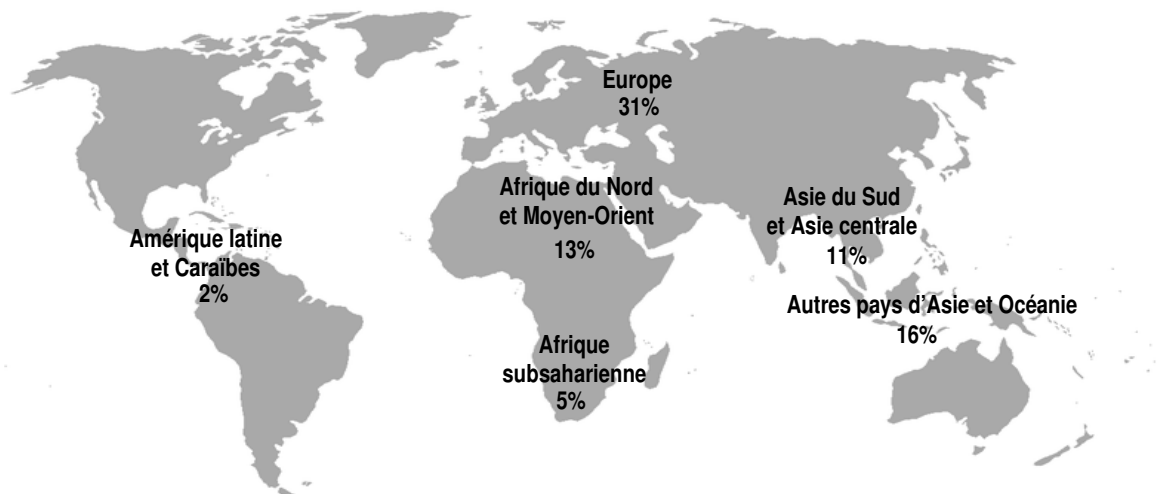 Europe
31%
Afrique du Nord
et Moyen-Orient
13%
Asie du Sud
et Asie centrale
11%
Amérique latine
et Caraïbes
2%
Autres pays d'Asie et Océanie
16%
Afrique
subsaharienne
5%